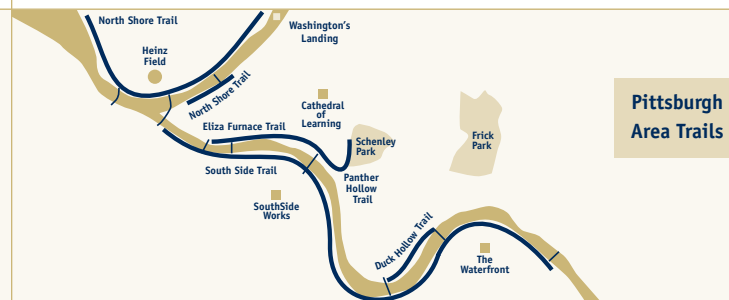 North Shore Trail
Washington's
Landing
Heinz
Field
North Shore Trail
Cathedral
of
Learning
Pittsburgh
Area Trails
Eliza Furnace Trail
Schenley
Park
Frick
Park
South Side Trail
Panther
Hollow
Trail
SouthSide
Works
Duck Hollow Trail
The
Waterfront